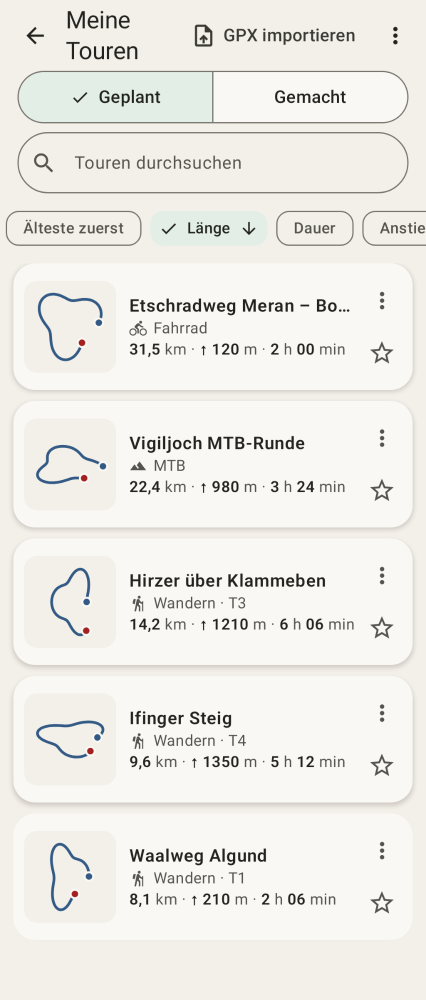 Meine
Touren
GPX importieren
Geplant
Gemacht
Touren durchsuchen
Älteste zuerst
Länge
Dauer
Anstie
Etschradweg Meran – Bo…
Fahrrad
31,5 km · ↑ 120 m · 2 h 00 min
Vigiljoch MTB-Runde
MTB
22,4 km · ↑ 980 m · 3 h 24 min
Hirzer über Klammeben
Wandern · T3
14,2 km · ↑ 1210 m · 6 h 06 min
Ifinger Steig
Wandern · T4
9,6 km · ↑ 1350 m · 5 h 12 min
Waalweg Algund
Wandern · T1
8,1 km · ↑ 210 m · 2 h 06 min